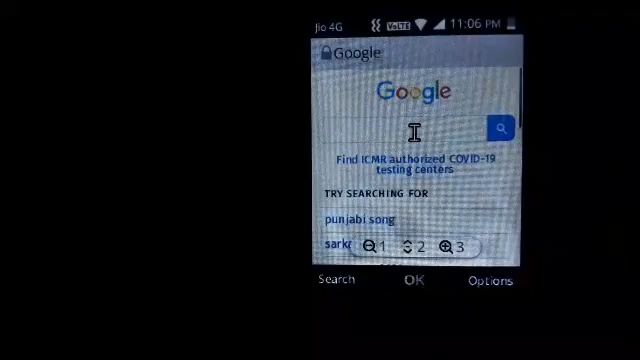 Jio 4G VoLTE 11:06 PM
Google
Google
Find ICMR authorized COVID-19
testing centers
TRY SEARCHING FOR
punjabi song
1 2 3
Search OK Options